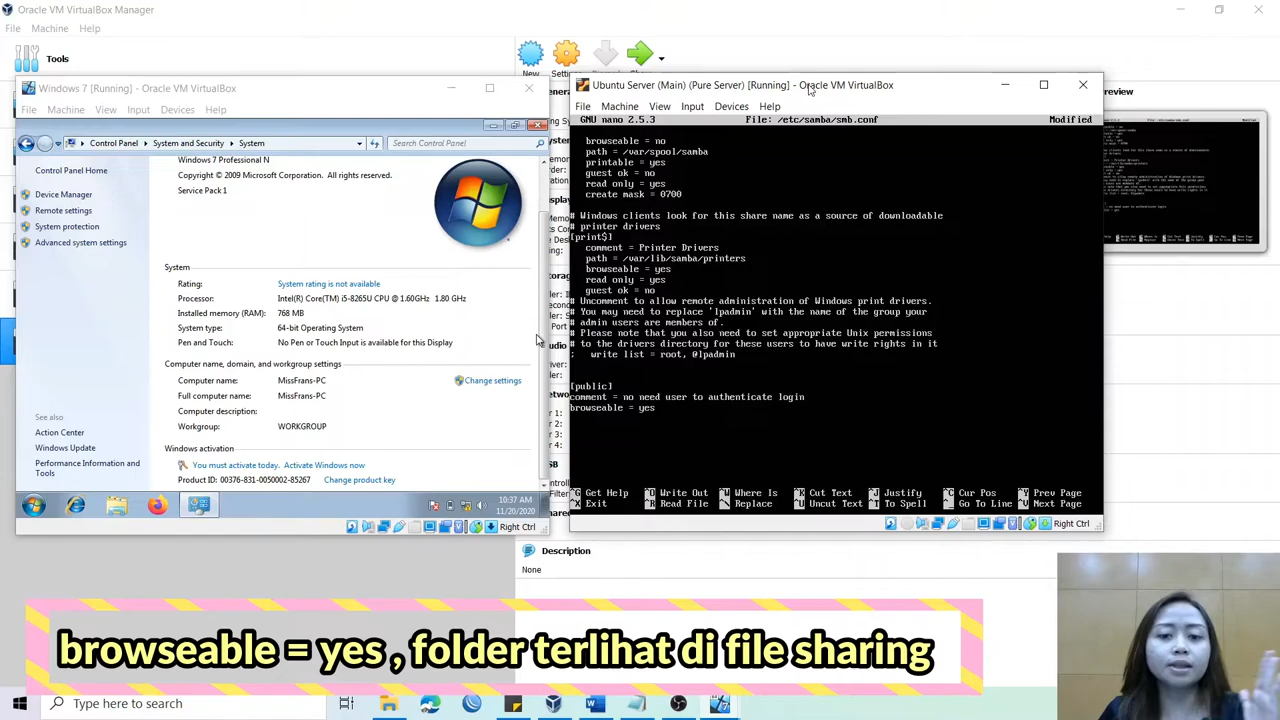 Oracle VM VirtualBox Manager
File Machine Help
Tools
New
Windows 7 [Running] - Oracle VM VirtualBox
File Machine View Input Devices Help
Control Panel System and Security System
Search Control Panel
Control Panel Home
Device Manager
Remote settings
System protection
Advanced system settings
See also
Action Center
Windows Update
Performance Information and
Tools
Windows 7 Professional N
Copyright © 2009 Microsoft Corporation. All rights reserved.
Service Pack 1
System
Rating: System rating is not available
Processor: Intel(R) Core(TM) i5-8265U CPU @ 1.60GHz 1.80 GHz
Installed memory (RAM): 768 MB
System type: 64-bit Operating System
Pen and Touch: No Pen or Touch Input is available for this Display
Computer name, domain, and workgroup settings
Computer name: MissFrans-PC
Change settings
Full computer name: MissFrans-PC
Computer description:
Workgroup: WORKGROUP
Windows activation
You must activate today. Activate Windows now
Product ID: 00376-831-0050002-85267 Change product key
10:37 AM
11/20/2020
Right Ctrl
Ubuntu Server (Main) (Pure Server) [Running] - Oracle VM VirtualBox
File Machine View Input Devices Help
GNU nano 2.5.3 File: /etc/samba/smb.conf Modified
browseable = no
path = /var/spool/samba
printable = yes
guest ok = no
read only = yes
create mask = 0700
# Windows clients look for this share name as a source of downloadable
# printer drivers
[print$]
comment = Printer Drivers
path = /var/lib/samba/printers
browseable = yes
read only = yes
guest ok = no
# Uncomment to allow remote administration of Windows print drivers.
# You may need to replace 'lpadmin' with the name of the group your
# admin users are members of.
# Please note that you also need to set appropriate Unix permissions
# to the drivers directory for these users to have write rights in it
; write list = root, @lpadmin
[public]
comment = no need user to authenticate login
browseable = yes
^G Get Help ^O Write Out ^W Where Is ^K Cut Text ^J Justify ^C Cur Pos ^Y Prev Page
^X Exit ^R Read File ^\ Replace ^U Uncut Text ^T To Spell ^_ Go To Line ^V Next Page
Right Ctrl
Description
None
browseable = yes , folder terlihat di file sharing
Type here to search